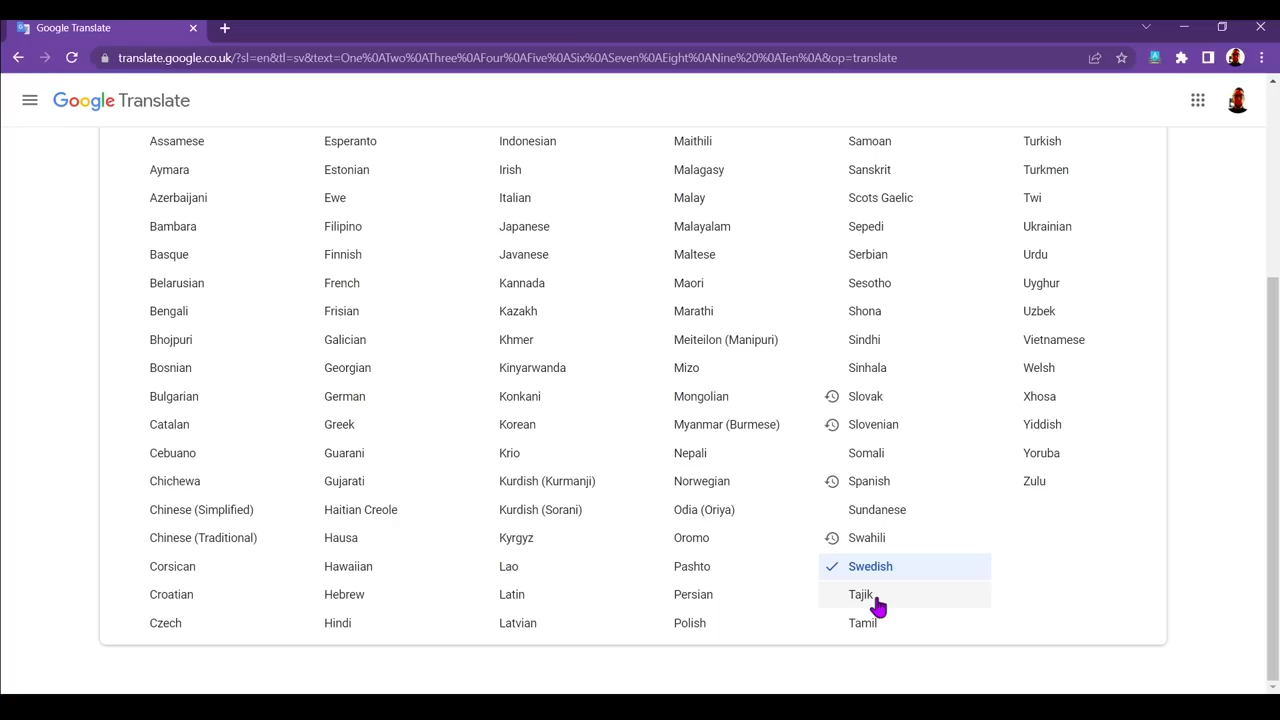 Google Translate
translate.google.co.uk/?sl=en&tl=sv&text=One%0ATwo%0AThree%0AFour%0AFive%0ASix%0ASeven%0AEight%0ANine%20%0ATen%0A&op=translate
Google Translate
Assamese
Aymara
Azerbaijani
Bambara
Basque
Belarusian
Bengali
Bhojpuri
Bosnian
Bulgarian
Catalan
Cebuano
Chichewa
Chinese (Simplified)
Chinese (Traditional)
Corsican
Croatian
Czech
Esperanto
Estonian
Ewe
Filipino
Finnish
French
Frisian
Galician
Georgian
German
Greek
Guarani
Gujarati
Haitian Creole
Hausa
Hawaiian
Hebrew
Hindi
Indonesian
Irish
Italian
Japanese
Javanese
Kannada
Kazakh
Khmer
Kinyarwanda
Konkani
Korean
Krio
Kurdish (Kurmanji)
Kurdish (Sorani)
Kyrgyz
Lao
Latin
Latvian
Maithili
Malagasy
Malay
Malayalam
Maltese
Maori
Marathi
Meiteilon (Manipuri)
Mizo
Mongolian
Myanmar (Burmese)
Nepali
Norwegian
Odia (Oriya)
Oromo
Pashto
Persian
Polish
Samoan
Sanskrit
Scots Gaelic
Sepedi
Serbian
Sesotho
Shona
Sindhi
Sinhala
Slovak
Slovenian
Somali
Spanish
Sundanese
Swahili
Swedish
Tajik
Tamil
Turkish
Turkmen
Twi
Ukrainian
Urdu
Uyghur
Uzbek
Vietnamese
Welsh
Xhosa
Yiddish
Yoruba
Zulu